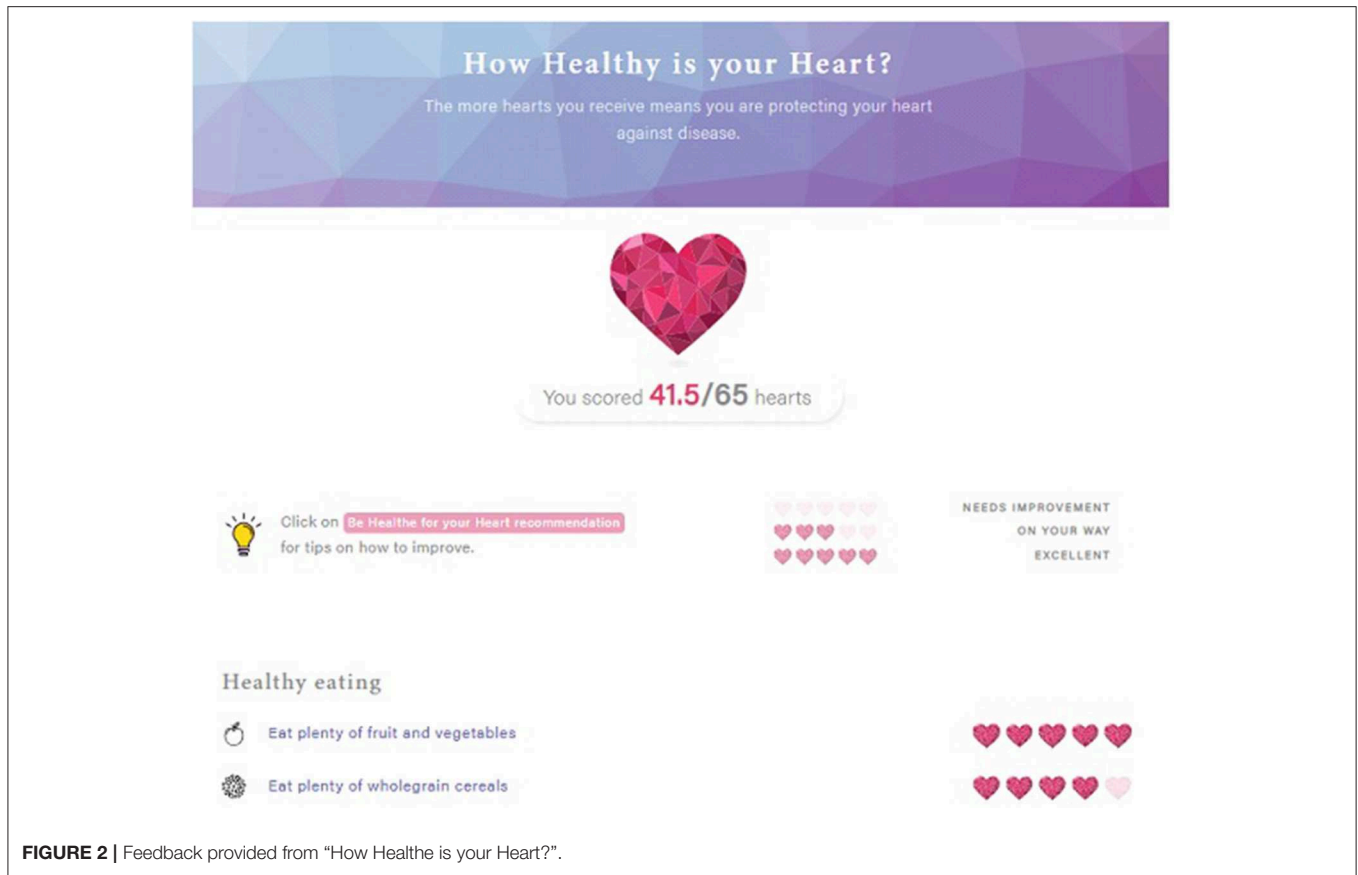 How Healthy is your Heart?
The more hearts you receive means you are protecting your heart
against disease.
You scored 41.5/65 hearts
Click on Be Healthe for your Heart recommendation
for tips on how to improve.
NEEDS IMPROVEMENT
ON YOUR WAY
EXCELLENT
Healthy eating
Eat plenty of fruit and vegetables
Eat plenty of wholegrain cereals
FIGURE 2 | Feedback provided from “How Healthe is your Heart?”.